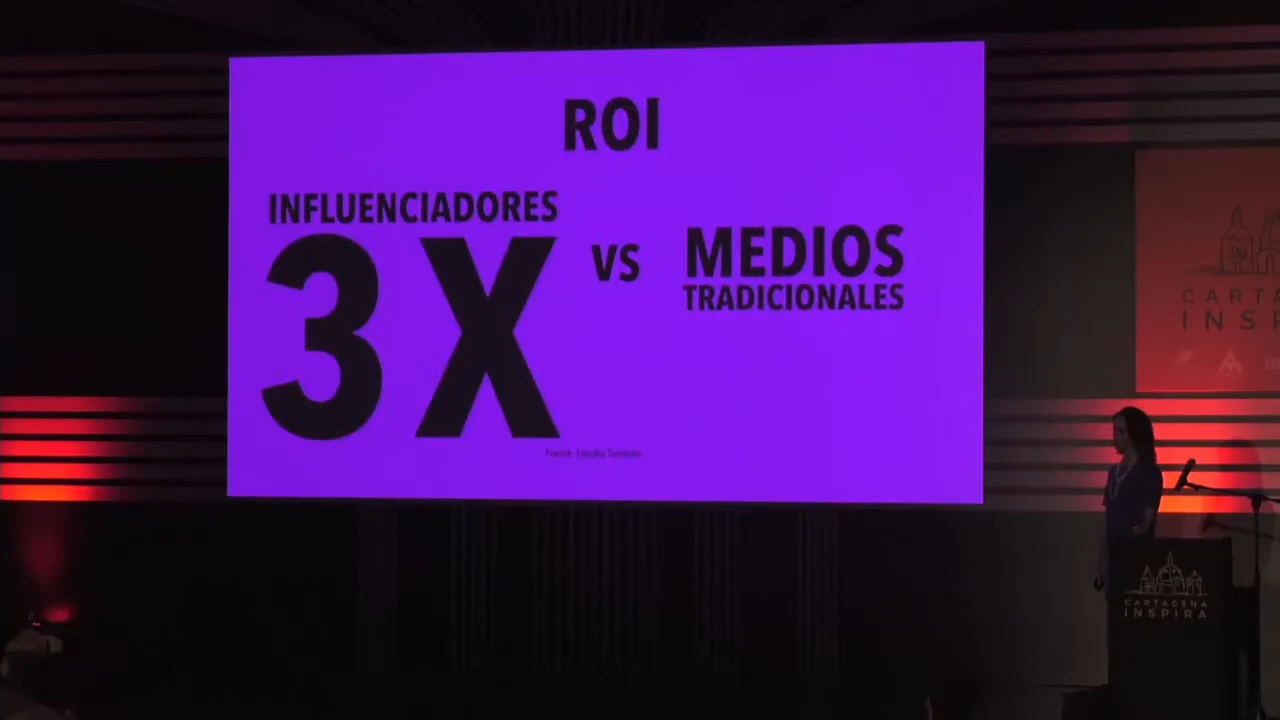 ROI
INFLUENCIADORES
3X
VS
MEDIOS
TRADICIONALES
CARTAGENA
INSPIRA